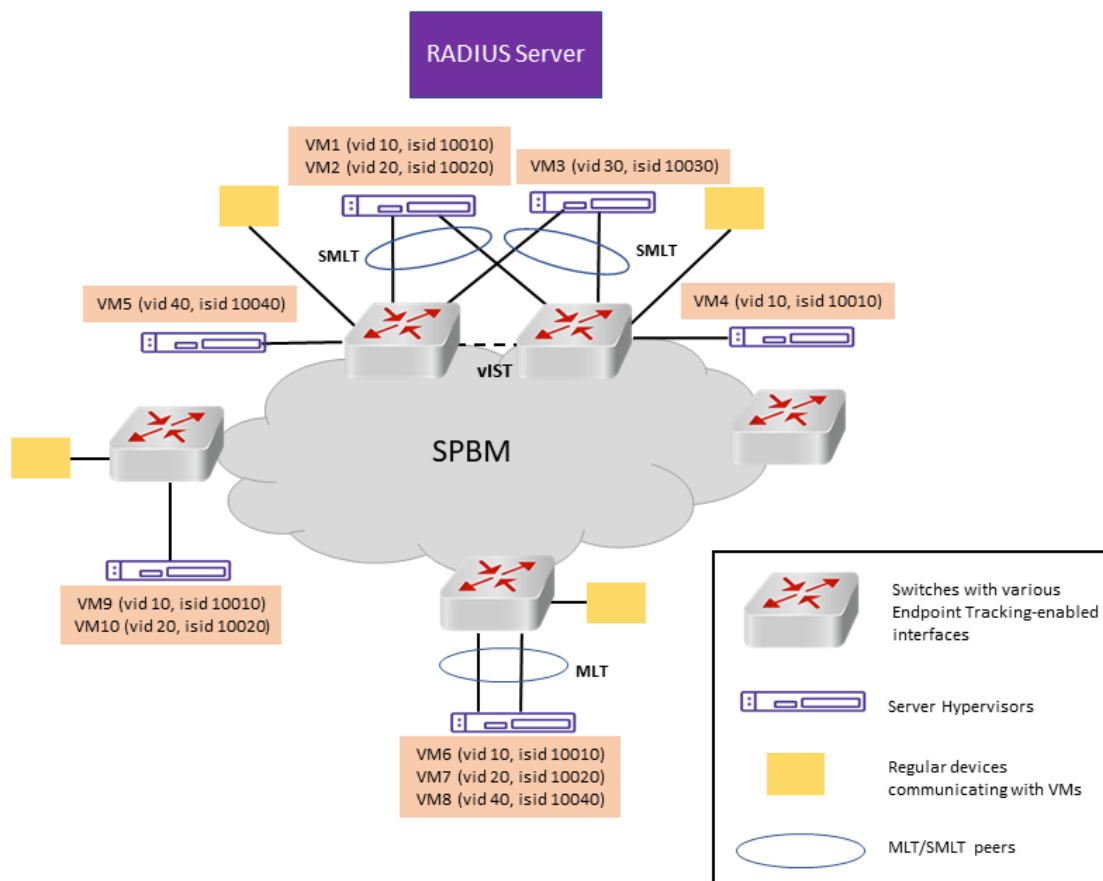 RADIUS Server
VM1 (vid 10, isid 10010)
VM2 (vid 20, isid 10020)
VM3 (vid 30, isid 10030)
SMLT
SMLT
VM5 (vid 40, isid 10040)
VM4 (vid 10, isid 10010)
vIST
SPBM
VM9 (vid 10, isid 10010)
VM10 (vid 20, isid 10020)
MLT
VM6 (vid 10, isid 10010)
VM7 (vid 20, isid 10020)
VM8 (vid 40, isid 10040)
Switches with various
Endpoint Tracking-enabled
interfaces
Server Hypervisors
Regular devices
communicating with VMs
MLT/SMLT peers